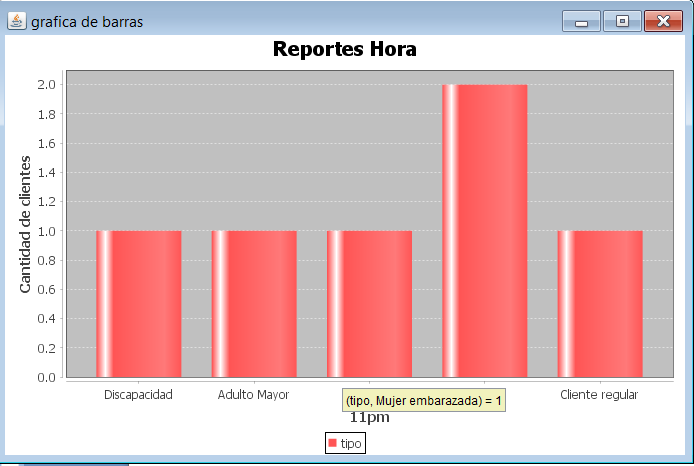 grafica de barras
Reportes Hora
Cantidad de clientes
2.0
1.8
1.6
1.4
1.2
1.0
0.8
0.6
0.4
0.2
0.0
Discapacidad
Adulto Mayor
(tipo, Mujer embarazada) = 1
Cliente regular
11pm
tipo